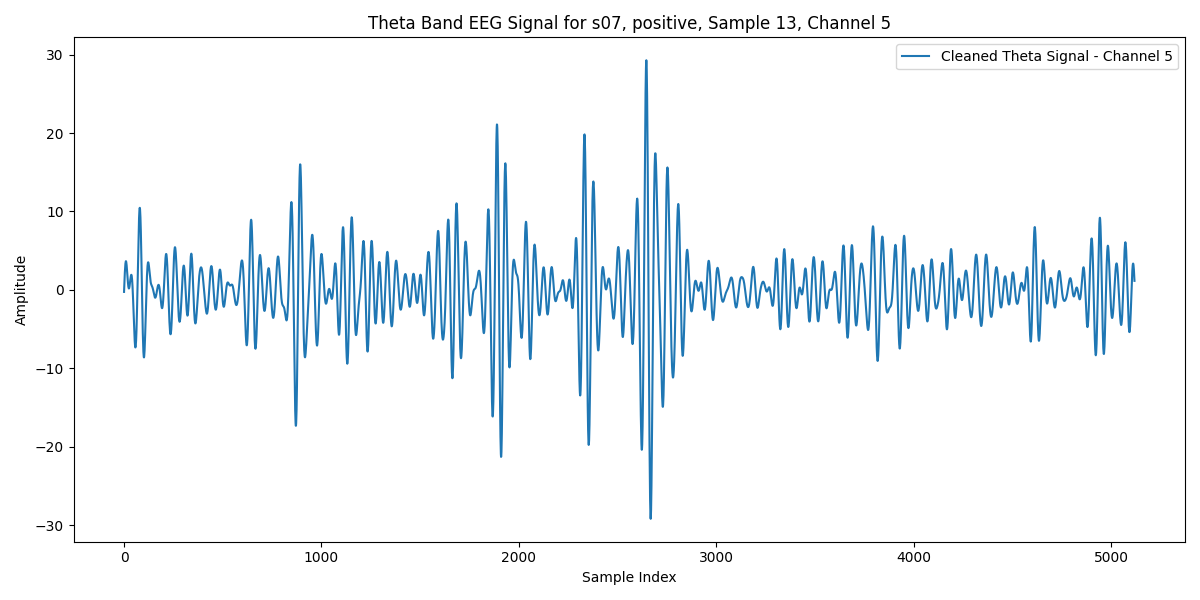 Theta Band EEG Signal for s07, positive, Sample 13, Channel 5
Cleaned Theta Signal - Channel 5
30
20
10
0
−10
−20
−30
Amplitude
0 1000 2000 3000 4000 5000
Sample Index